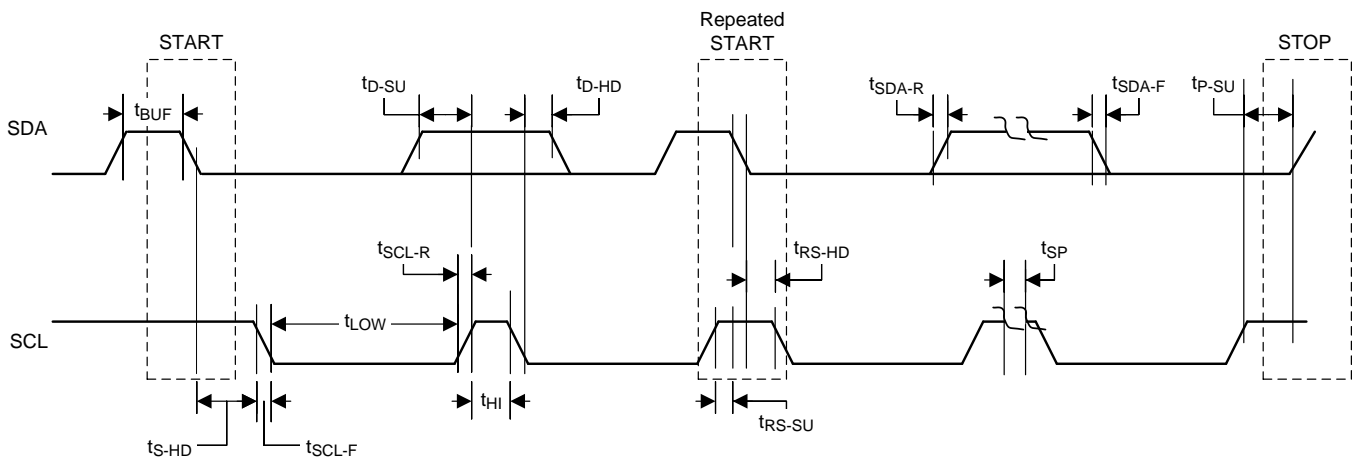 Repeated
START
START
STOP
tD-SU
tD-HD
tSDA-R
tSDA-F
tP-SU
tBUF
SDA
tSCL-R
tRS-HD
tSP
tLOW
SCL
tHI
tRS-SU
tS-HD
tSCL-F